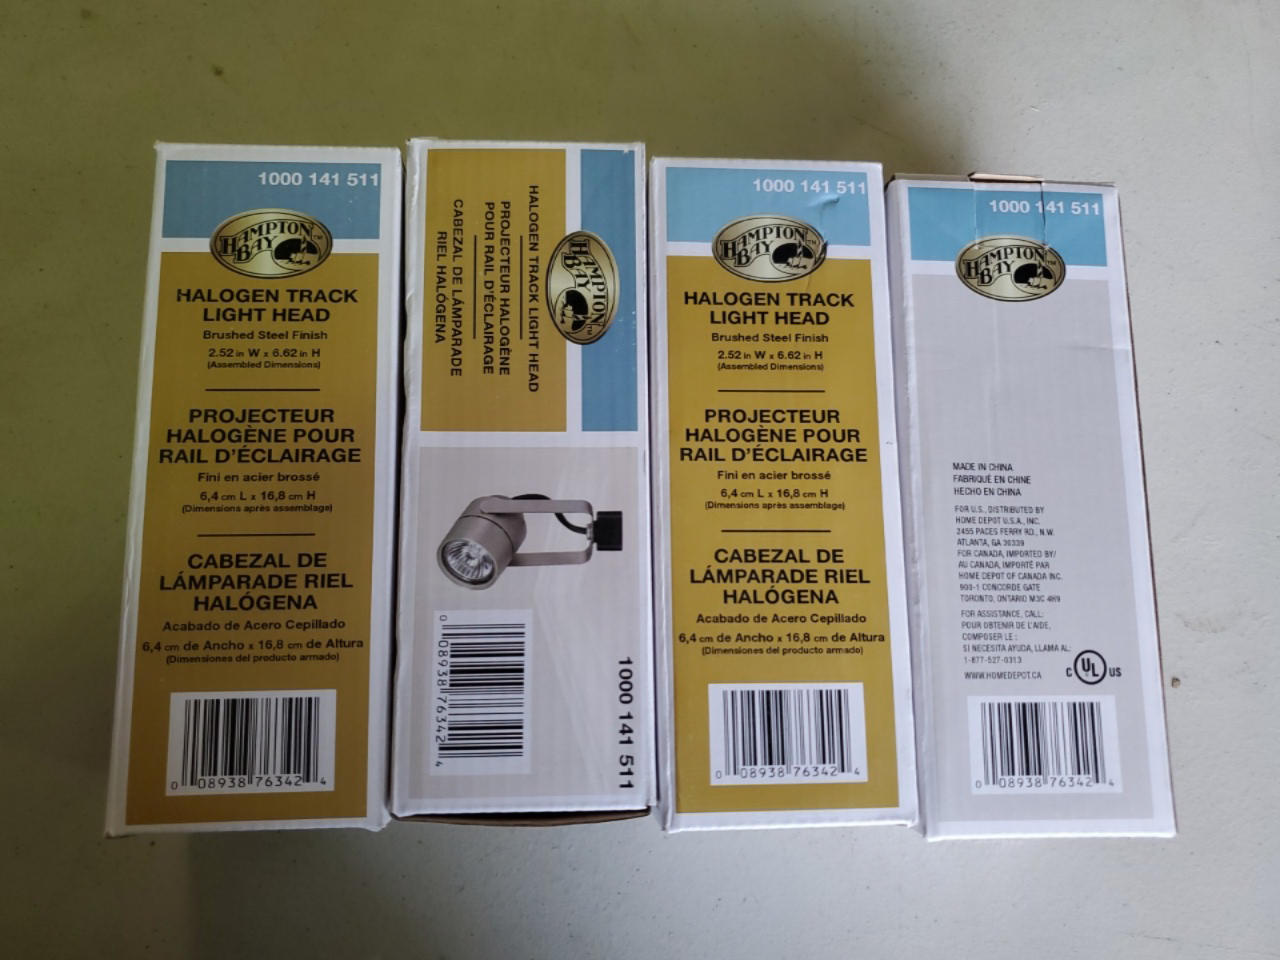 1000 141 511
HAMPTON
BAY™
HALOGEN TRACK
LIGHT HEAD
Brushed Steel Finish
2.52 in W x 6.62 in H
(Assembled Dimensions)
PROJECTEUR
HALOGÈNE POUR
RAIL D'ÉCLAIRAGE
Fini en acier brossé
6,4 cm L x 16,8 cm H
(Dimensions après assemblage)
CABEZAL DE
LÁMPARADE RIEL
HALÓGENA
Acabado de Acero Cepillado
6,4 cm de Ancho x 16,8 cm de Altura
(Dimensiones del producto armado)
0 08938 76342 4
HAMPTON
BAY™
HALOGEN TRACK LIGHT HEAD
PROJECTEUR HALOGÈNE
POUR RAIL D'ÉCLAIRAGE
CABEZAL DE LÁMPARADE
RIEL HALÓGENA
0 08938 76342 4
1000 141 511
1000 141 511
HAMPTON
BAY™
HALOGEN TRACK
LIGHT HEAD
Brushed Steel Finish
2.52 in W x 6.62 in H
(Assembled Dimensions)
PROJECTEUR
HALOGÈNE POUR
RAIL D'ÉCLAIRAGE
Fini en acier brossé
6,4 cm L x 16,8 cm H
(Dimensions après assemblage)
CABEZAL DE
LÁMPARADE RIEL
HALÓGENA
Acabado de Acero Cepillado
6,4 cm de Ancho x 16,8 cm de Altura
(Dimensiones del producto armado)
0 08938 76342 4
1000 141 511
HAMPTON
BAY™
MADE IN CHINA
FABRIQUÉ EN CHINE
HECHO EN CHINA
FOR U.S., DISTRIBUTED BY
HOME DEPOT U.S.A., INC.
2455 PACES FERRY RD., N.W.
ATLANTA, GA 30339
FOR CANADA, IMPORTED BY/
AU CANADA, IMPORTÉ PAR
HOME DEPOT OF CANADA INC.
900-1 CONCORDE GATE
TORONTO, ONTARIO M3C 4H9
FOR ASSISTANCE, CALL:
POUR OBTENIR DE L'AIDE,
COMPOSER LE :
SI NECESITA AYUDA, LLAMA AL:
1-877-527-0313
WWW.HOMEDEPOT.CA
C UL US
0 08938 76342 4